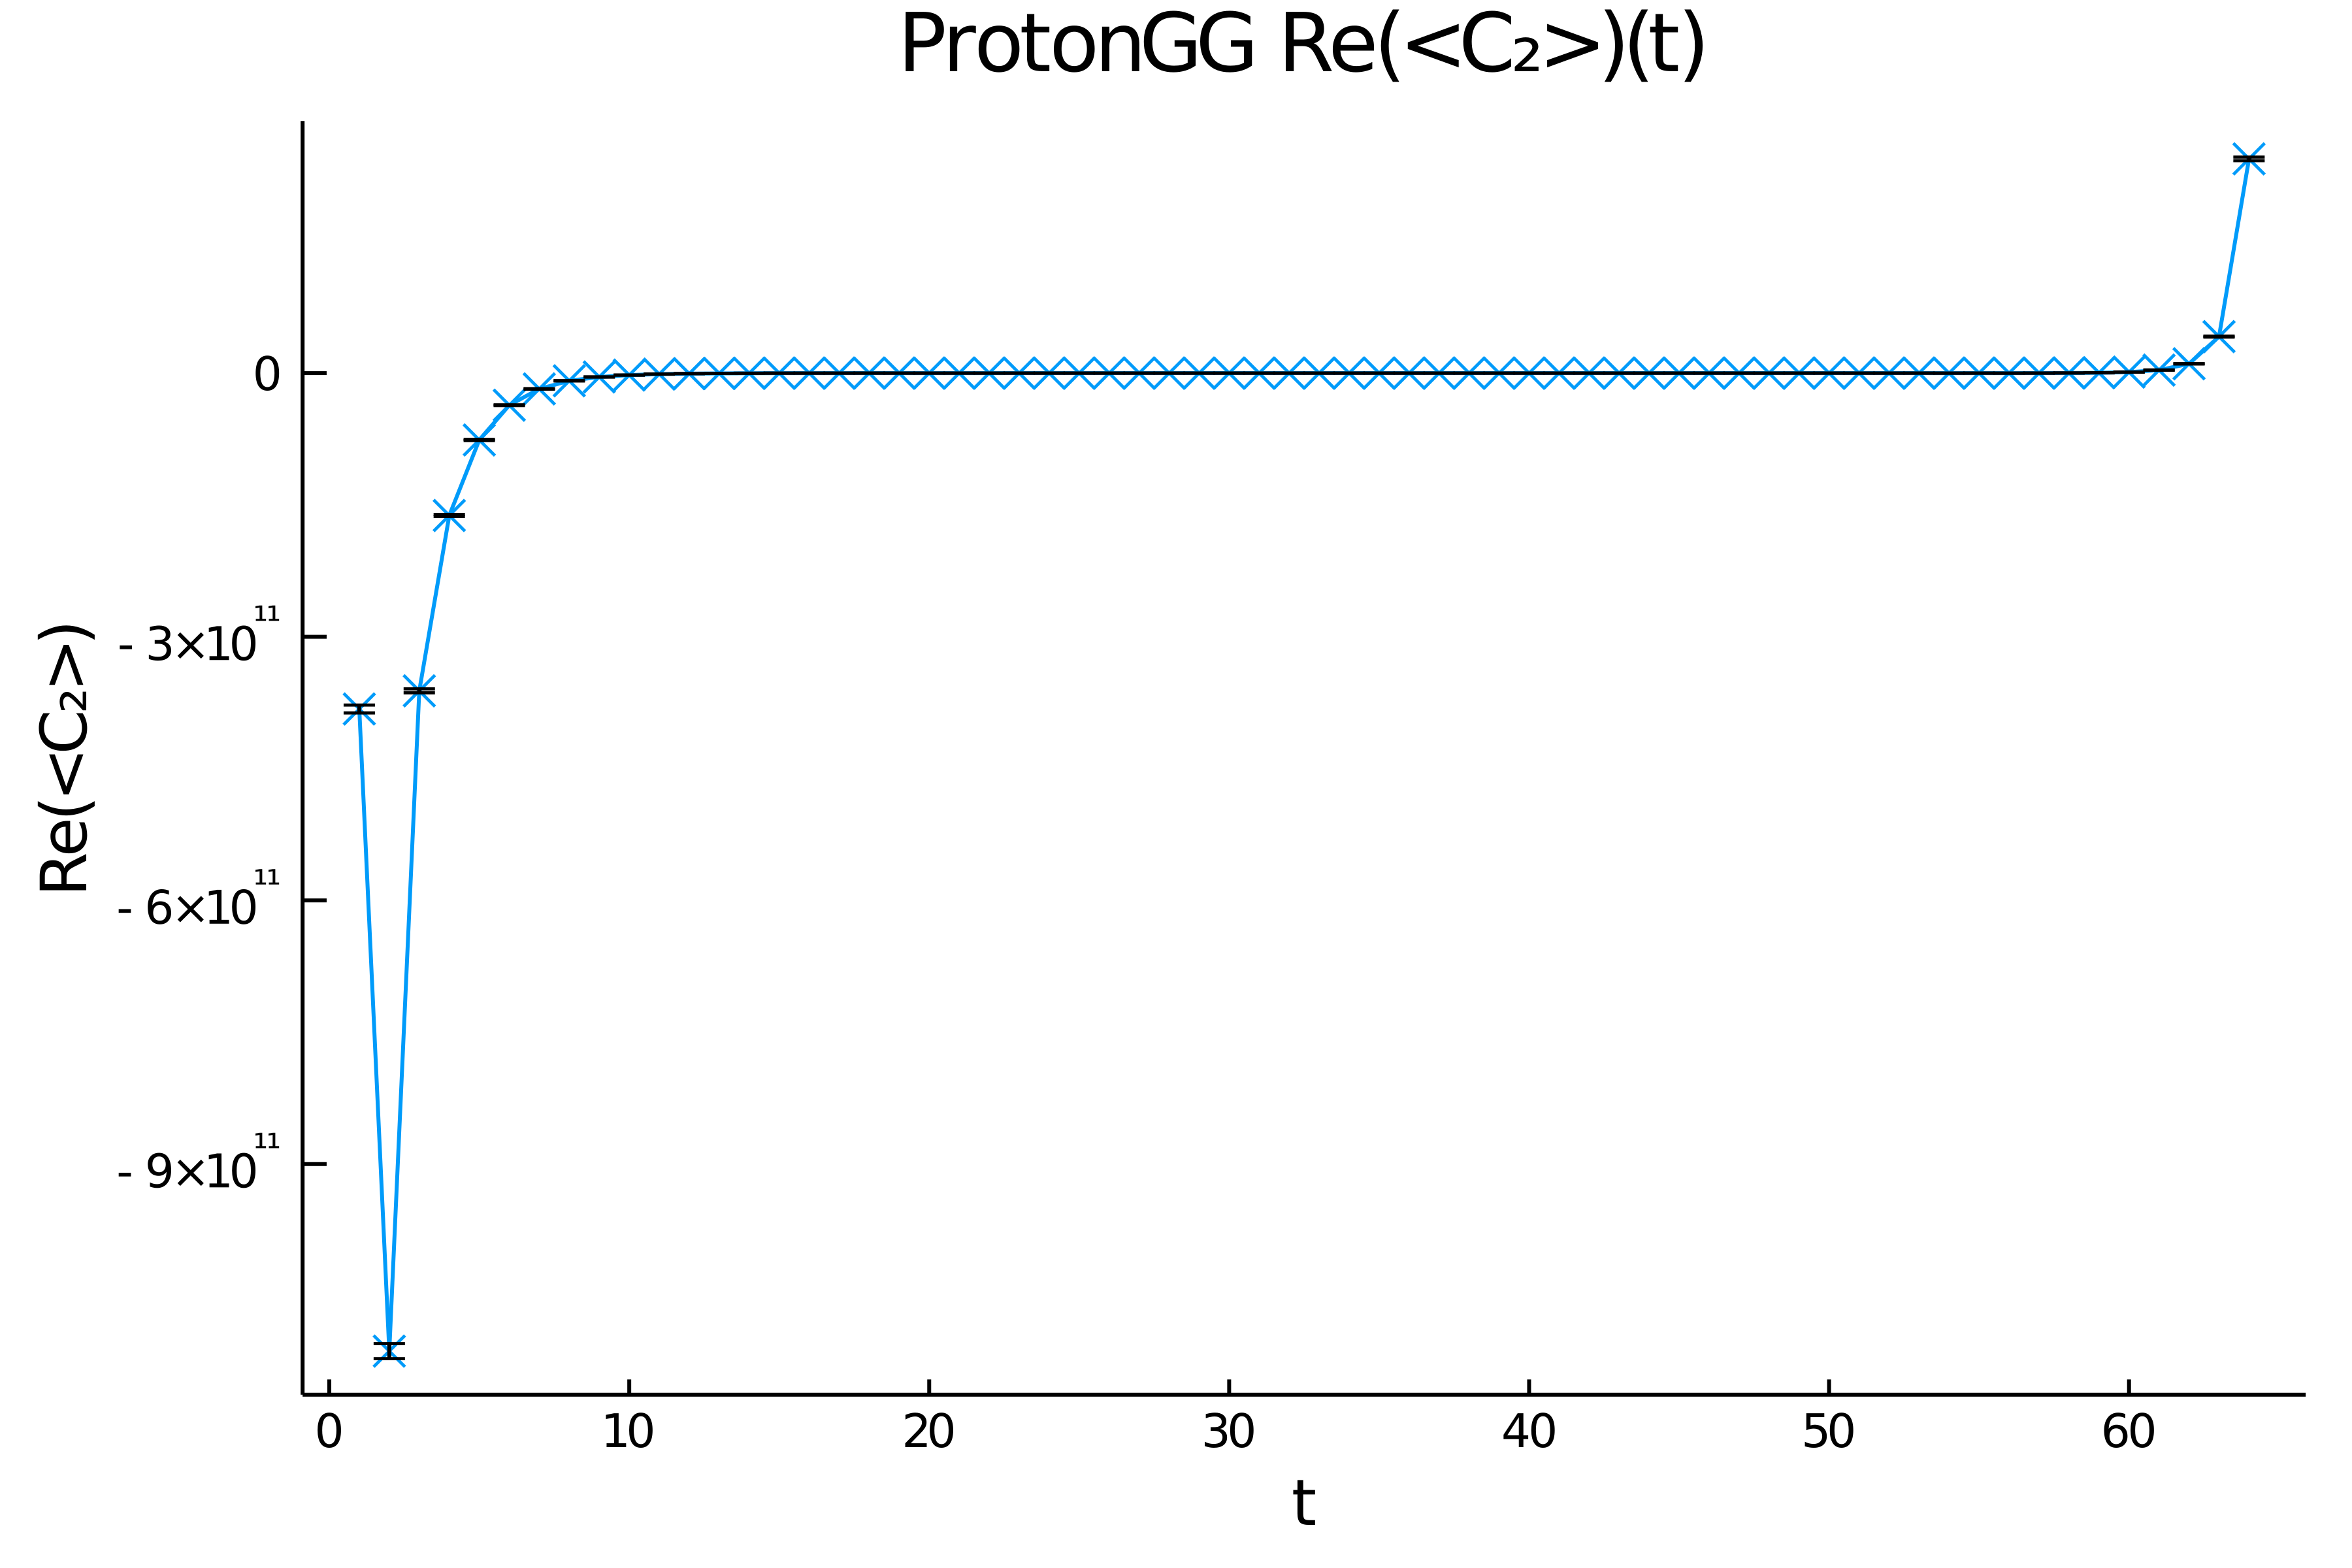 ProtonGG Re(<C₂>)(t)
Re(<C₂>)
0
- 3×10¹¹
- 6×10¹¹
- 9×10¹¹
0 10 20 30 40 50 60
t